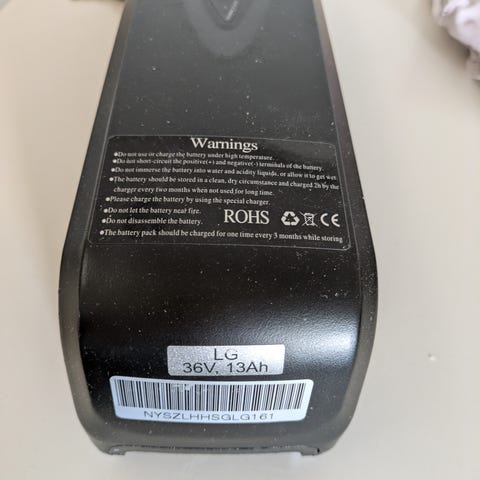 Warnings
●Do not use or charge the battery under high temperature.
●Do not short-circuit the positive(+) and negative(-) terminals of the battery.
●Do not immerse the battery into water and acidity liquids, or allow it to get wet.
●The battery should be stored in a clean, dry circumstance and charged 2h by the
charger every two months when not used for long time.
●Please charge the battery by using the special charger.
●Do not let the battery near fire.
●Do not disassemble the battery.
ROHS CE
●The battery pack should be charged for one time every 3 months while storing
LG
36V, 13Ah
NYSZLHHSGLG161